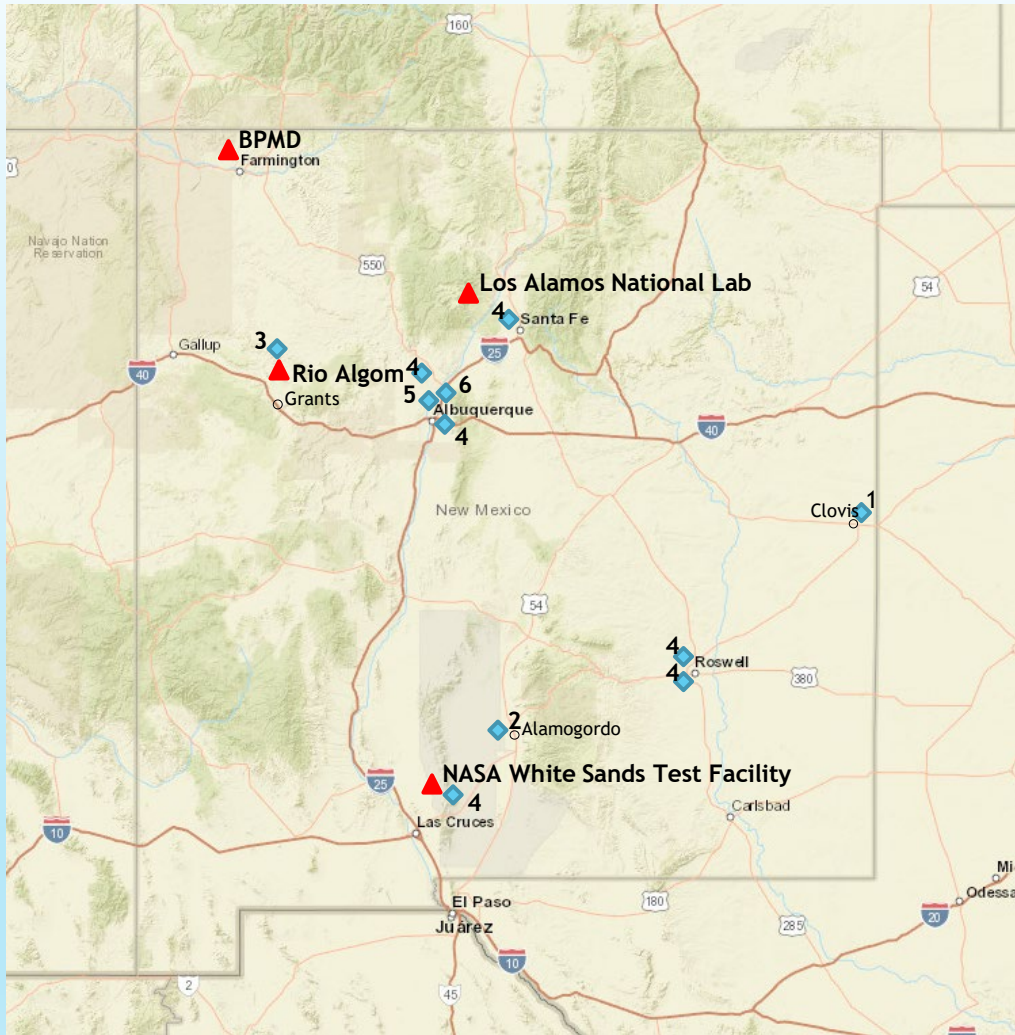 160
BPMD
Farmington
0
Navajo Nation
Reservation
550
Los Alamos National Lab
54
4
Santa Fe
25
Gallup
3
40
Rio Algom
4
Grants
5
6
Albuquerque
4
40
New Mexico
1
Clovis
54
4
Roswell
4
380
2
Alamogordo
NASA White Sands Test Facility
25
4
Carlsbad
Las Cruces
10
Mi
Odessa
180
El Paso
Juárez
20
285
10
2
45